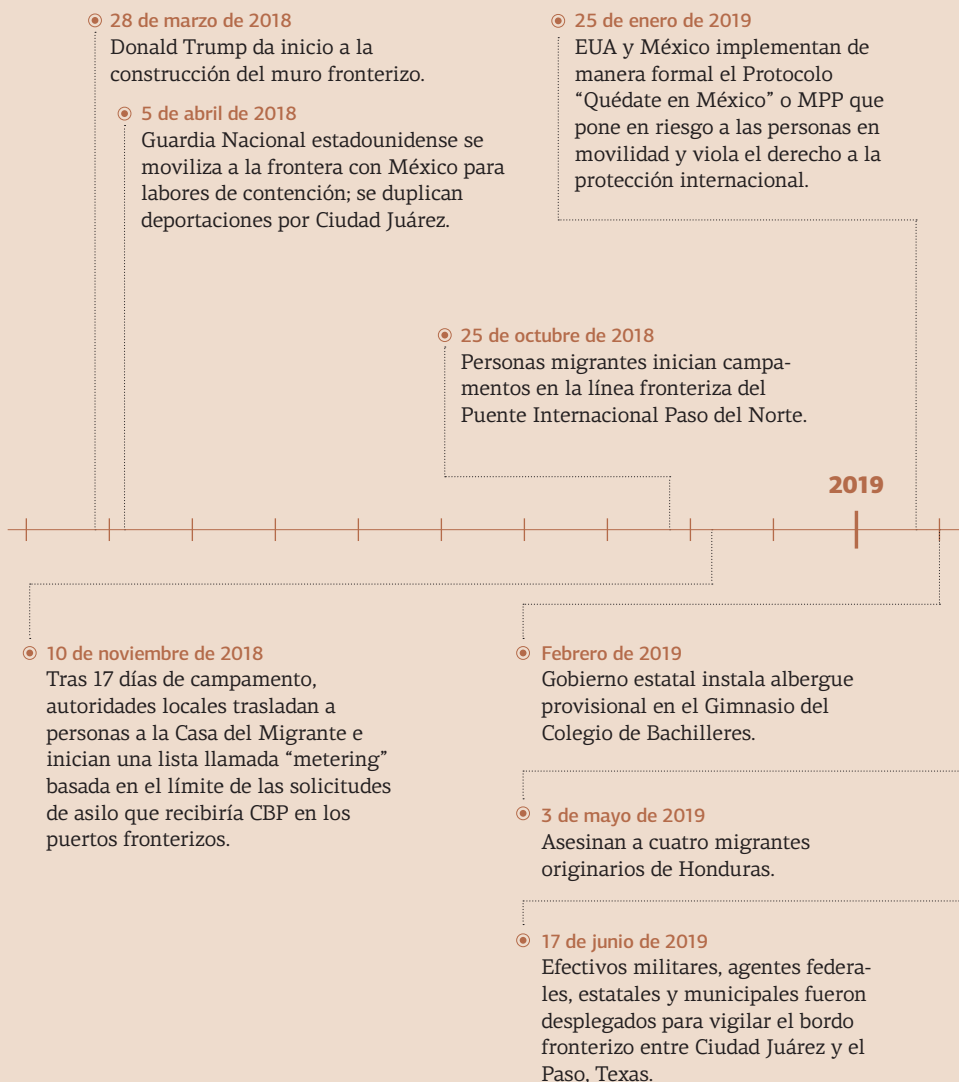 28 de marzo de 2018
Donald Trump da inicio a la
construcción del muro fronterizo.
5 de abril de 2018
Guardia Nacional estadounidense se
moviliza a la frontera con México para
labores de contención; se duplican
deportaciones por Ciudad Juárez.
25 de enero de 2019
EUA y México implementan de
manera formal el Protocolo
“Quédate en México” o MPP que
pone en riesgo a las personas en
movilidad y viola el derecho a la
protección internacional.
25 de octubre de 2018
Personas migrantes inician campa-
mentos en la línea fronteriza del
Puente Internacional Paso del Norte.
2019
10 de noviembre de 2018
Tras 17 días de campamento,
autoridades locales trasladan a
personas a la Casa del Migrante e
inician una lista llamada “metering”
basada en el límite de las solicitudes
de asilo que recibiría CBP en los
puertos fronterizos.
Febrero de 2019
Gobierno estatal instala albergue
provisional en el Gimnasio del
Colegio de Bachilleres.
3 de mayo de 2019
Asesinan a cuatro migrantes
originarios de Honduras.
17 de junio de 2019
Efectivos militares, agentes federa-
les, estatales y municipales fueron
desplegados para vigilar el bordo
fronterizo entre Ciudad Juárez y el
Paso, Texas.